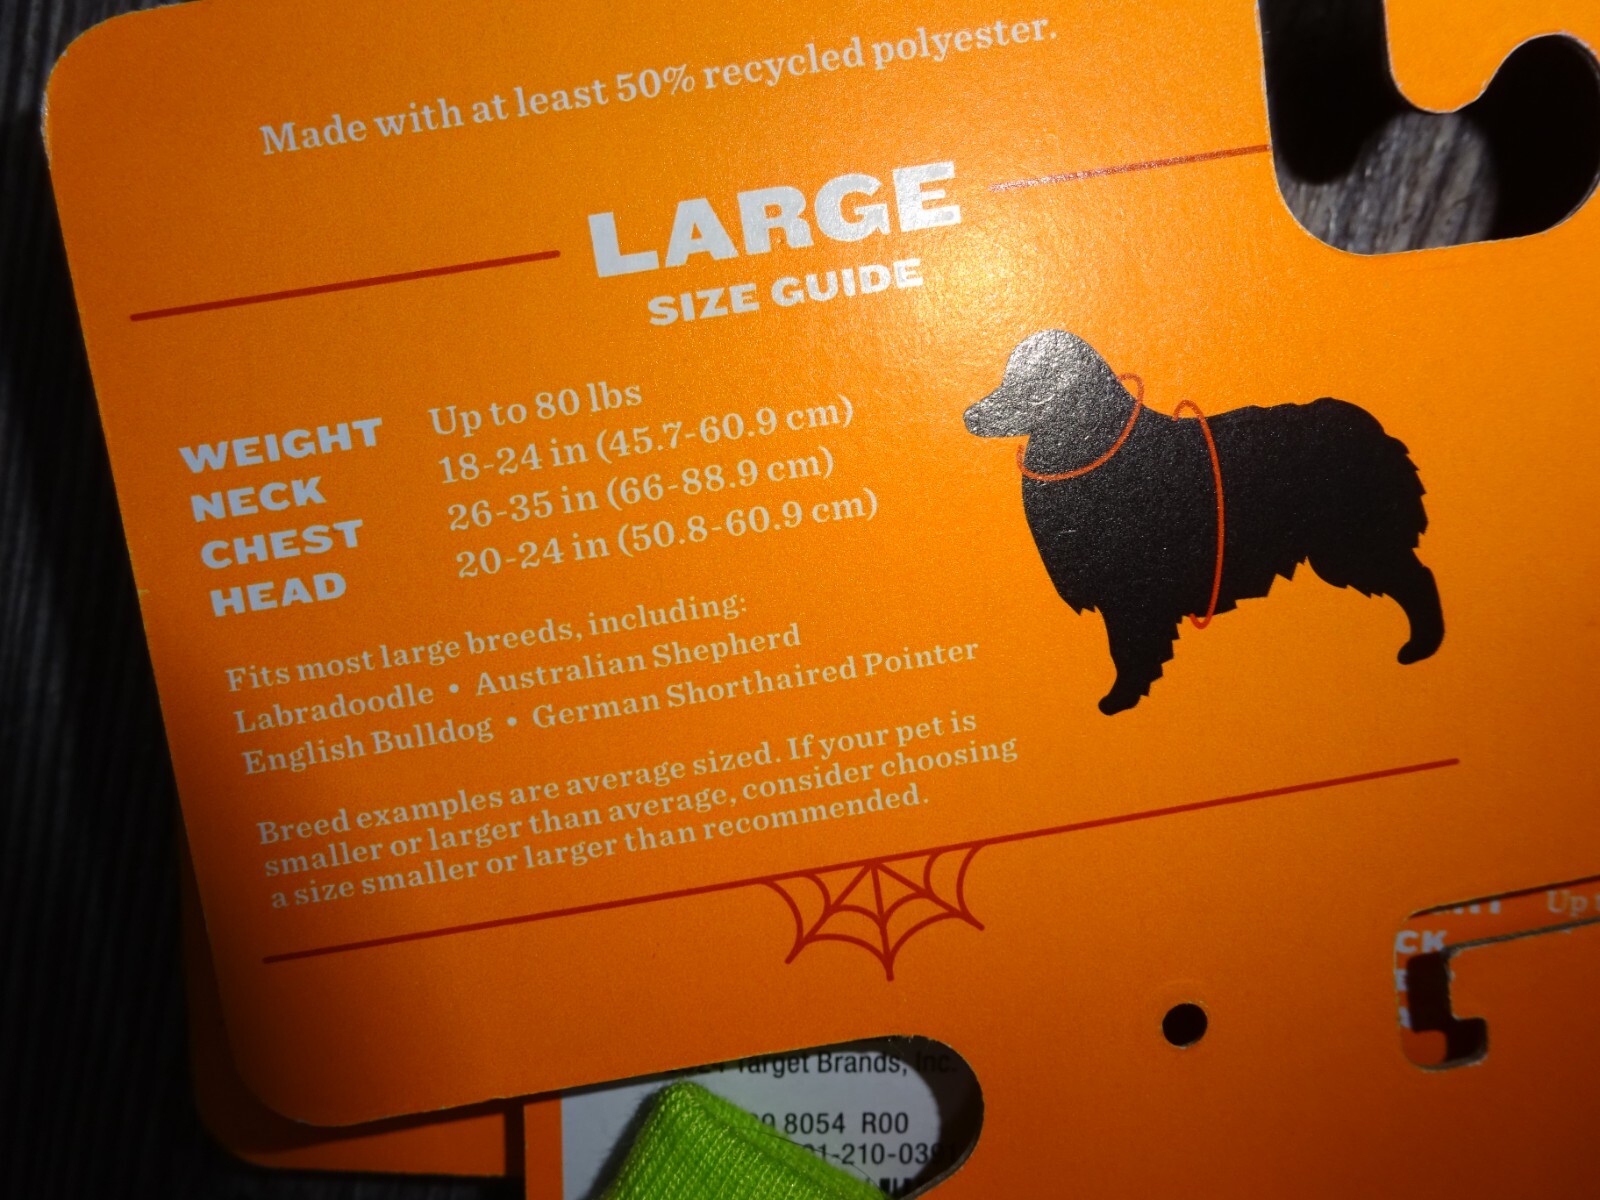 Made with at least 50% recycled polyester.
LARGE
SIZE GUIDE
WEIGHT Up to 80 lbs
NECK 18-24 in (45.7-60.9 cm)
CHEST 26-35 in (66-88.9 cm)
HEAD 20-24 in (50.8-60.9 cm)
Fits most large breeds, including:
Labradoodle • Australian Shepherd
English Bulldog • German Shorthaired Pointer
Breed examples are average sized. If your pet is
smaller or larger than average, consider choosing
a size smaller or larger than recommended.
Up
CK
Target Brands, Inc.
8054 R00